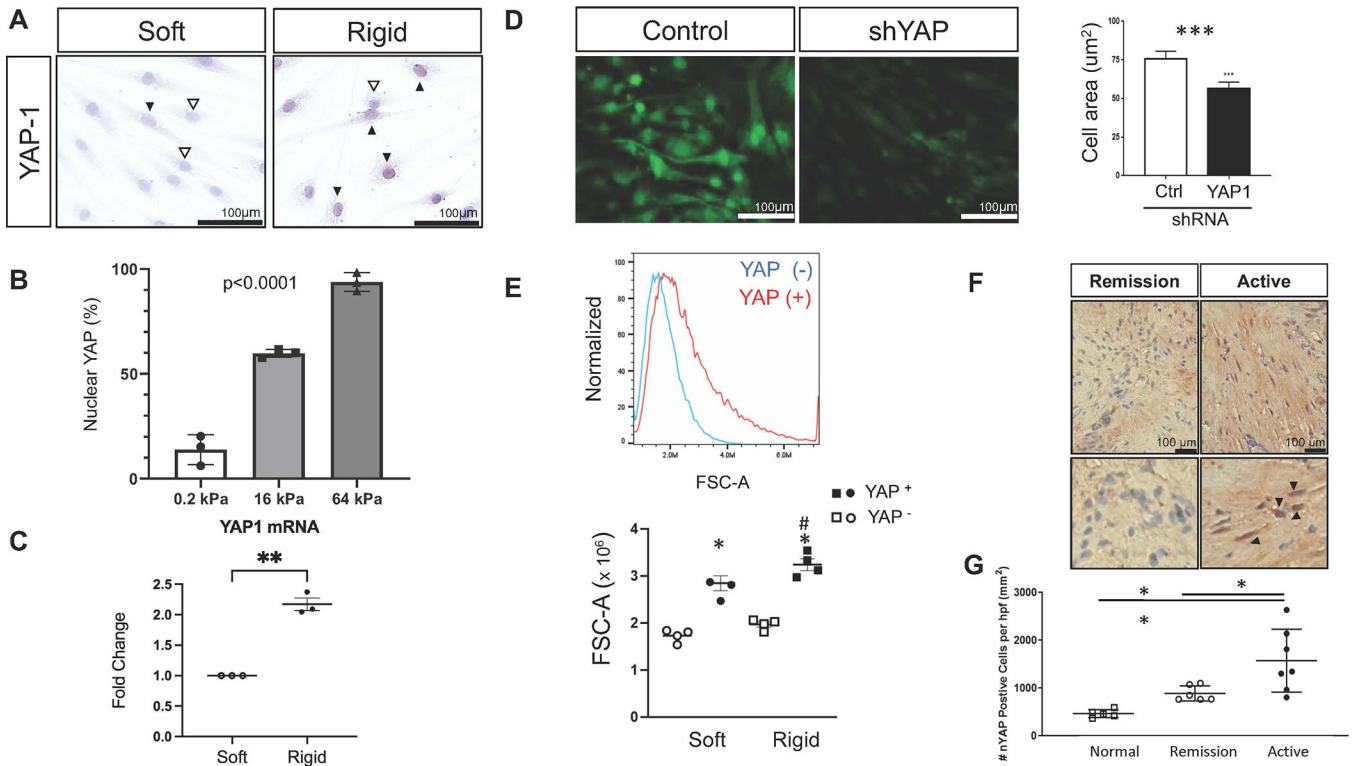 A
Soft
Rigid
YAP-1
100µm
100µm
B
Nuclear YAP (%)
100
50
0
p<0.0001
0.2 kPa
16 kPa
64 kPa
C
YAP1 mRNA
**
Fold Change
2.5
2.0
1.5
1.0
0.5
0.0
Soft
Rigid
D
Control
shYAP
100µm
100µm
***
Cell area (um²)
100
75
50
25
0
***
Ctrl
YAP1
shRNA
E
YAP (-)
YAP (+)
Normalized
100
80
60
40
20
0
2.0M
4.0M
6.0M
FSC-A
YAP +
YAP -
FSC-A (x 10⁶)
4
3
2
1
0
*
#
*
Soft
Rigid
F
Remission
Active
100 µm
100 µm
G
# nYAP Postive Cells per hpf (mm²)
3000
2000
1000
0
*
*
*
Normal
Remission
Active